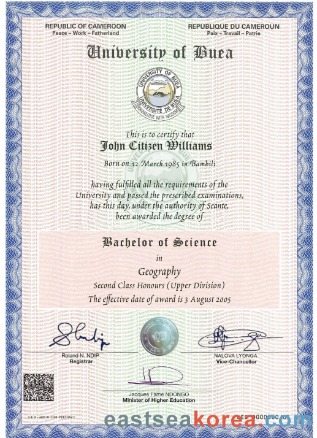 REPUBLIC OF CAMEROON
Peace - Work - Fatherland
REPUBLIQUE DU CAMEROUN
Paix - Travail - Patrie
University of Buea
UNIVERSITY OF BUEA
This is to certify that
John Citizen Williams
Born on 12 March 1985 in Bambili
having fulfilled all the requirements of the
University and passed the prescribed examinations,
has this day, under the authority of Senate,
been awarded the degree of
Bachelor of Science
in
Geography
Second Class Honours (Upper Division)
The effective date of award is 3 August 2005
Roland N. NDIP
Registrar
NALOVA LYONGA
Vice-Chancellor
Jacques Fame NDONGO
Minister of Higher Education
eastseakorea.com